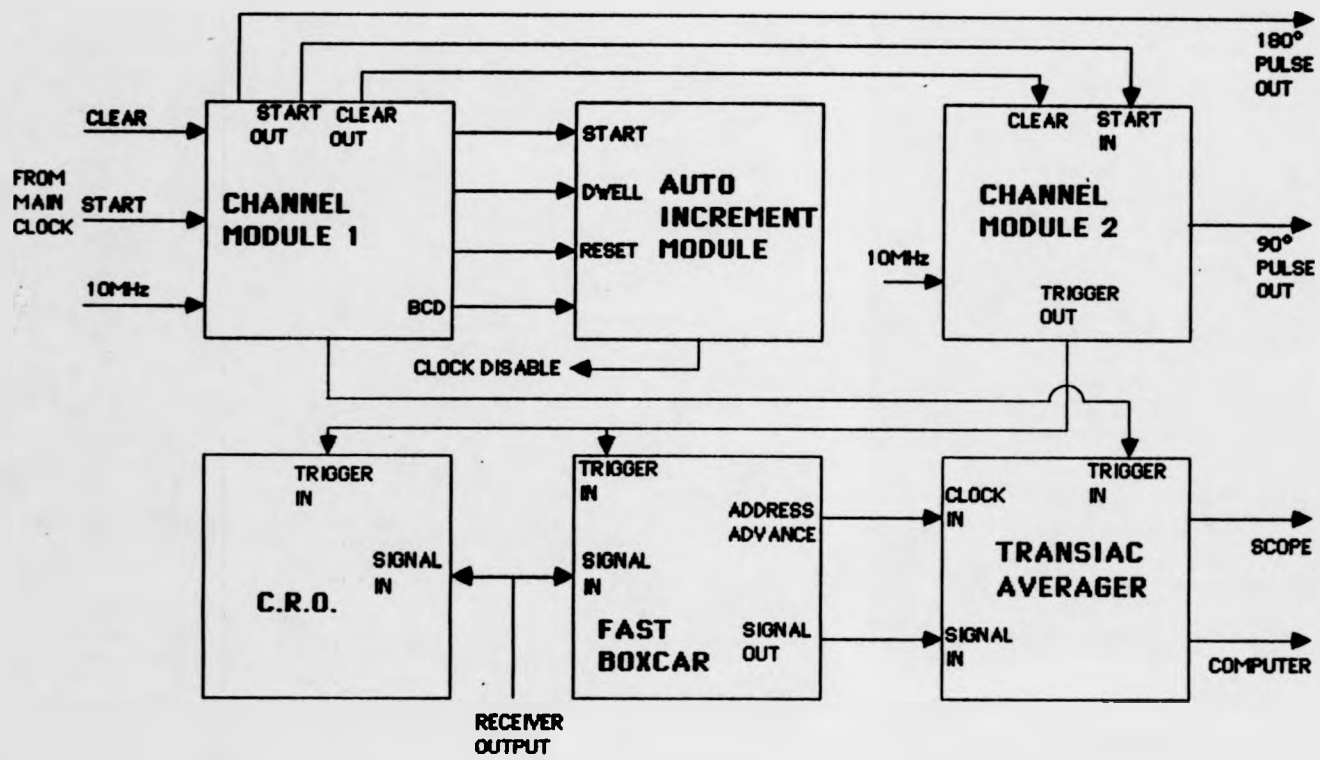 180°
PULSE
OUT
CLEAR
FROM
MAIN
CLOCK
START
10MHz
START
OUT
CLEAR
OUT
CHANNEL
MODULE 1
BCD
START
DWELL
RESET
AUTO
INCREMENT
MODULE
CLOCK DISABLE
CLEAR
START
IN
CHANNEL
MODULE 2
10MHz
TRIGGER
OUT
90°
PULSE
OUT
TRIGGER
IN
SIGNAL
IN
C.R.O.
RECEIVER
OUTPUT
TRIGGER
IN
SIGNAL
IN
ADDRESS
ADVANCE
FAST
BOXCAR
SIGNAL
OUT
CLOCK
IN
TRIGGER
IN
TRANSIAC
AVERAGER
SIGNAL
IN
SCOPE
COMPUTER